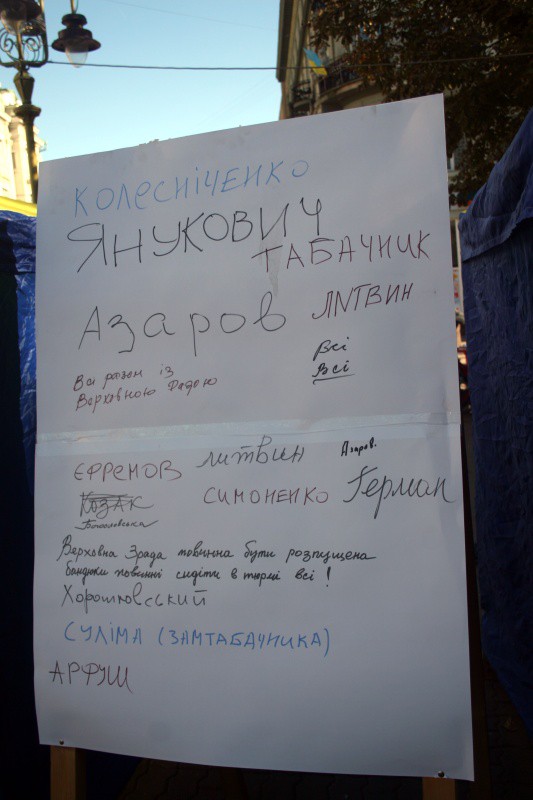 КОЛЕСНІЧЕНКО
ЯНУКОВИЧ
ТАБАЧНИК
Азаров
ЛИТВИН
Всі
Всі
Всі разом із
Верховною Радою
ЄФРЕМОВ
ЛИТВИН
Азаров.
КОЗАК
СИМОНЕНКО
Герман
Богословська
Верховна Зрада повинна бути розпущена
бандюки повинні сидіти в тюрмі всі!
Хорошковський
СУЛІМА (ЗАМТАБАЧНИКА)
АРФУШ